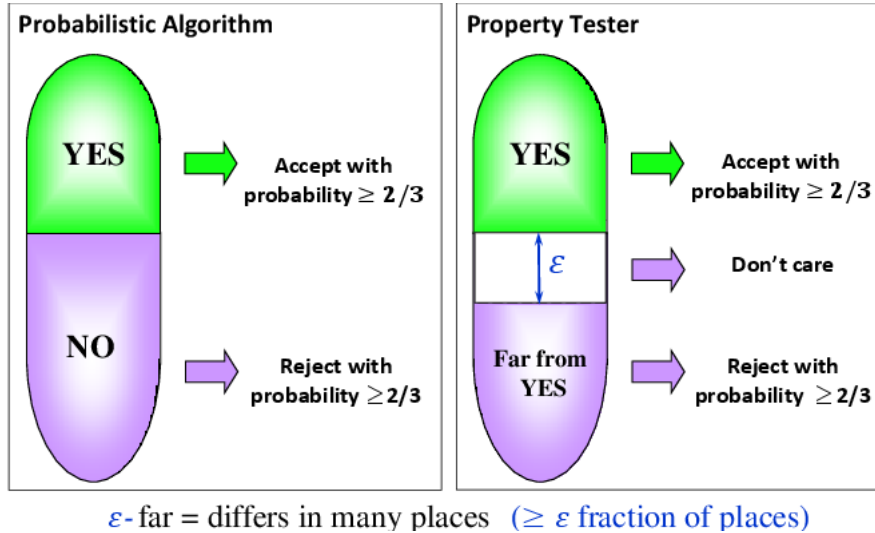 Probabilistic Algorithm
YES
Accept with
probability ≥ 2/3
NO
Reject with
probability ≥2/3
Property Tester
YES
Accept with
probability ≥ 2/3
ε
Don't care
Far from
YES
Reject with
probability ≥2/3
ε- far = differs in many places (≥ ε fraction of places)